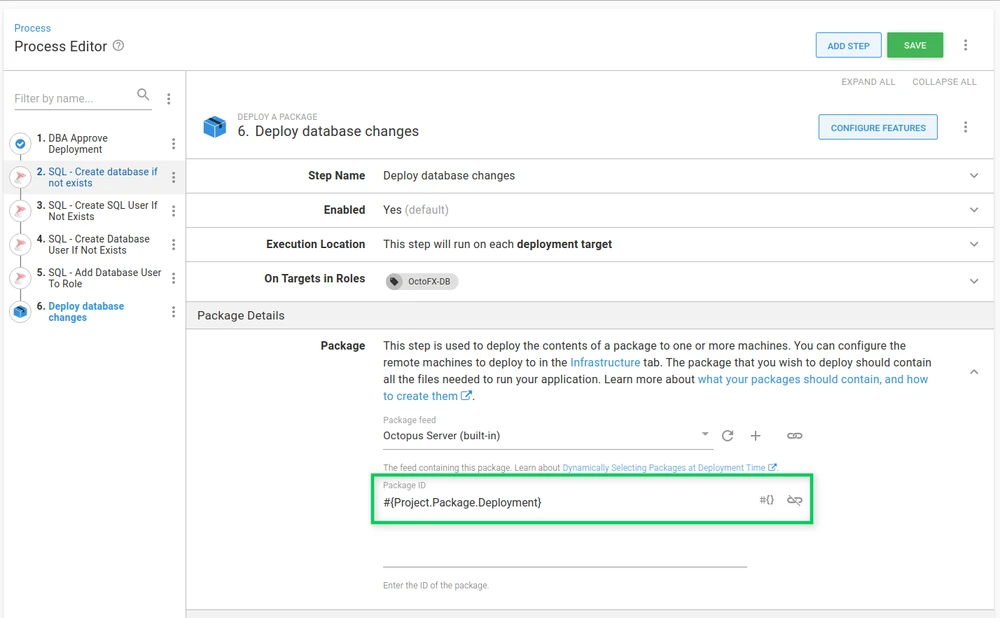 Process
Process Editor
ADD STEP
SAVE
EXPAND ALL
COLLAPSE ALL
Filter by name...
1. DBA Approve
Deployment
2. SQL - Create database if
not exists
3. SQL - Create SQL User If
Not Exists
4. SQL - Create Database
User If Not Exists
5. SQL - Add Database User
To Role
6. Deploy database
changes
DEPLOY A PACKAGE
6. Deploy database changes
CONFIGURE FEATURES
Step Name
Deploy database changes
Enabled
Yes (default)
Execution Location
This step will run on each deployment target
On Targets in Roles
OctoFX-DB
Package Details
Package
This step is used to deploy the contents of a package to one or more machines. You can configure the
remote machines to deploy to in the Infrastructure tab. The package that you wish to deploy should contain
all the files needed to run your application. Learn more about what your packages should contain, and how
to create them.
Package feed
Octopus Server (built-in)
The feed containing this package. Learn about Dynamically Selecting Packages at Deployment Time.
Package ID
#{Project.Package.Deployment}
#{}
Enter the ID of the package.